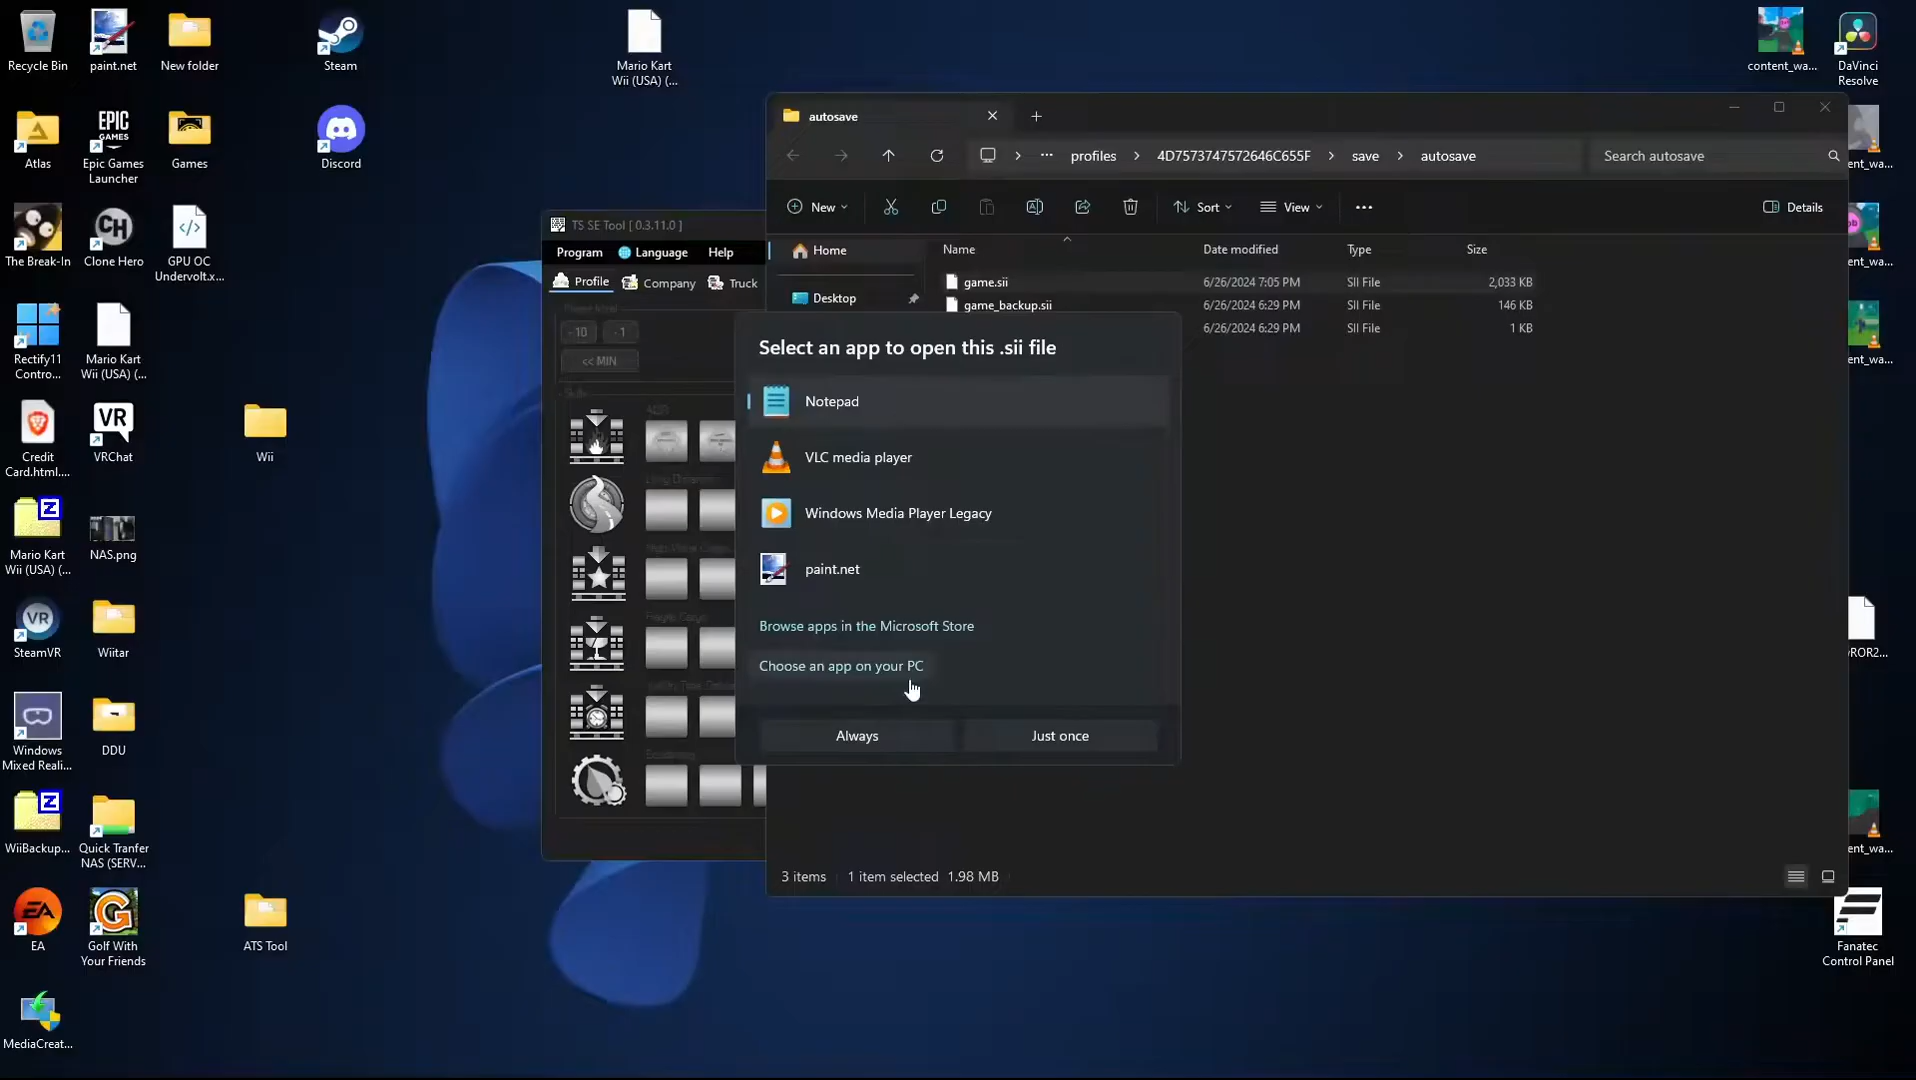 Recycle Bin
paint.net
New folder
Steam
Mario Kart
Wii (USA) (...
content_wa...
DaVinci
Resolve
Atlas
Epic Games
Launcher
Games
Discord
The Break-In
Clone Hero
GPU OC
Undervolt.x...
Rectify11
Contro...
Mario Kart
Wii (USA) (...
Credit
Card.html....
VRChat
Wii
Mario Kart
Wii (USA) (...
NAS.png
SteamVR
Wiitar
Windows
Mixed Reali...
DDU
WiiBackup...
Quick Tranfer
NAS (SERV...
EA
Golf With
Your Friends
ATS Tool
MediaCreat...
TS SE Tool [ 0.3.11.0 ]
Program
Language
Help
Profile
Company
Truck
- 10
- 1
<< MIN
Skills
ADR
autosave
profiles
4D7573747572646C655F
save
autosave
Search autosave
New
Sort
View
Details
Home
Desktop
Name
Date modified
Type
Size
game.sii
6/26/2024 7:05 PM
SII File
2,033 KB
game_backup.sii
6/26/2024 6:29 PM
SII File
146 KB
6/26/2024 6:29 PM
SII File
1 KB
Select an app to open this .sii file
Notepad
VLC media player
Windows Media Player Legacy
paint.net
Browse apps in the Microsoft Store
Choose an app on your PC
Always
Just once
3 items
1 item selected 1.98 MB
ent_wa...
ent_wa...
ent_wa...
ROR2...
ent_wa...
Fanatec
Control Panel